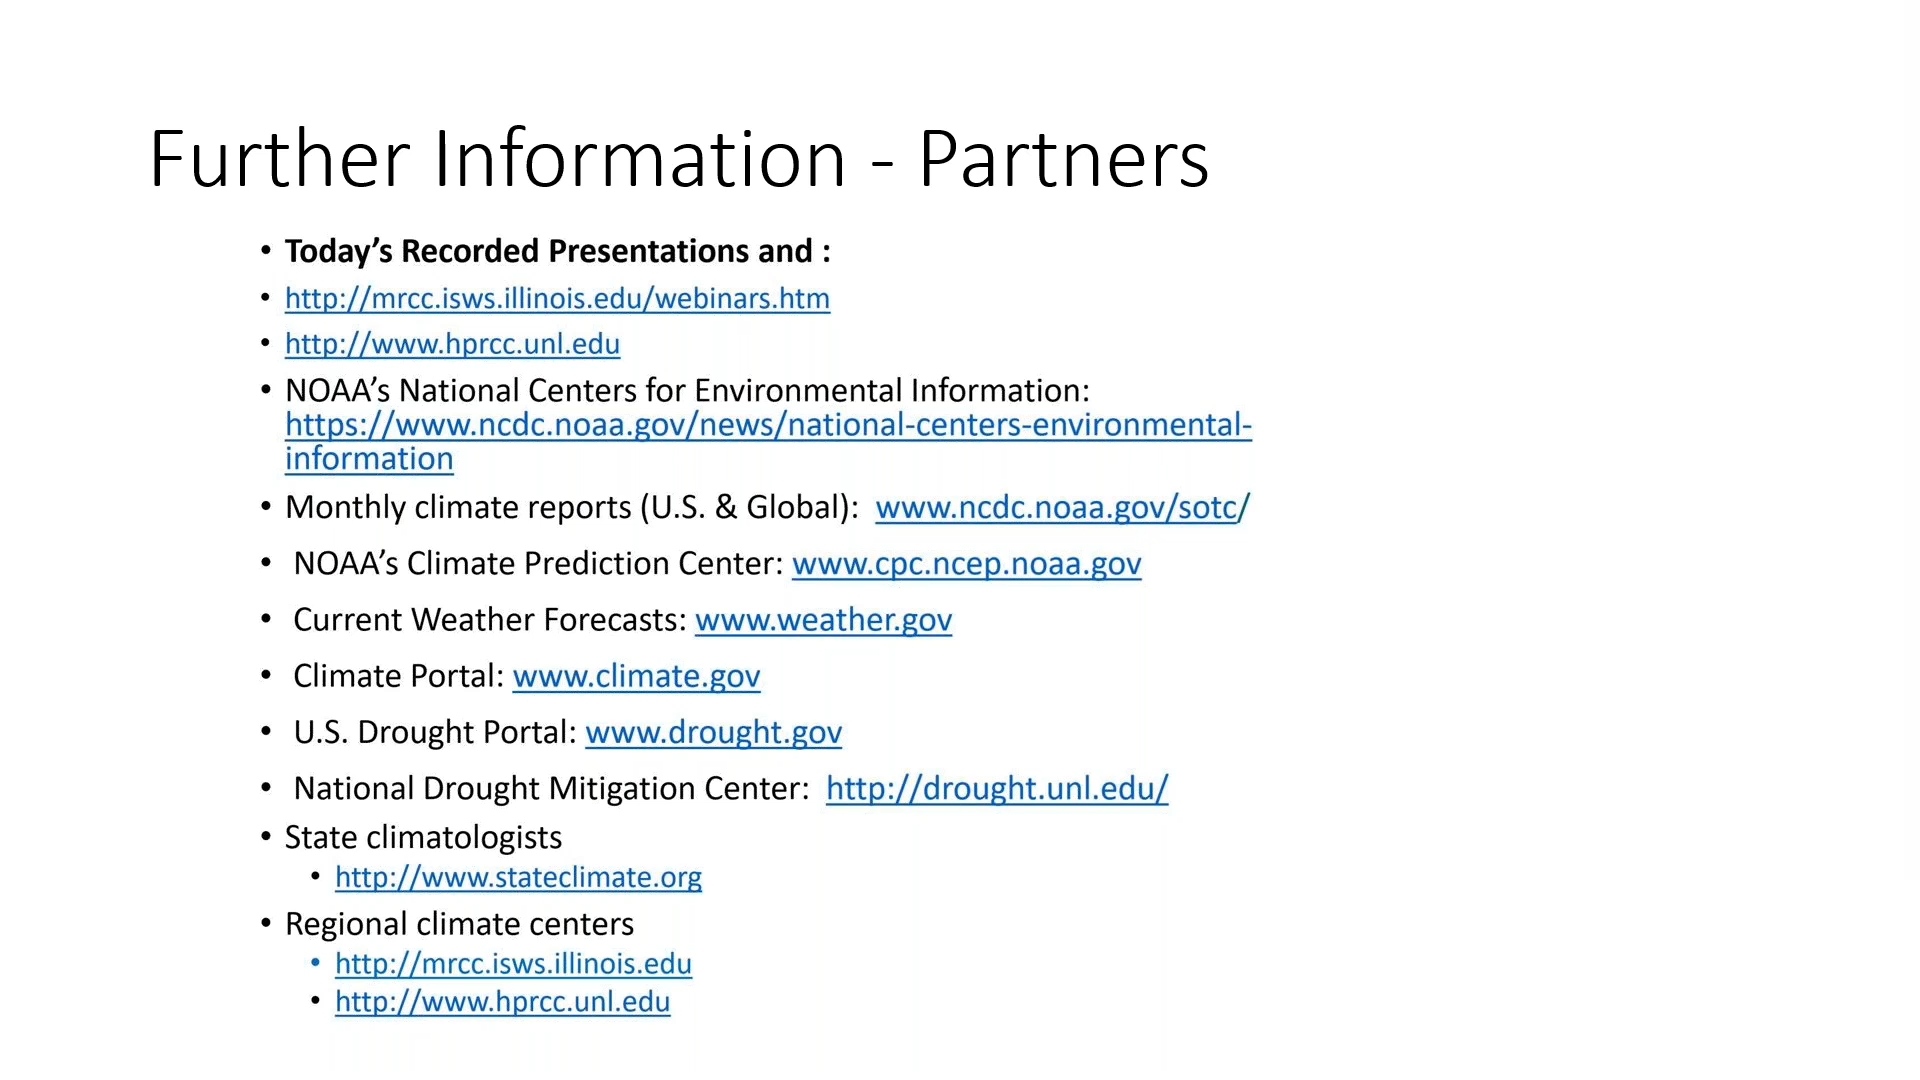 Further Information - Partners
• Today’s Recorded Presentations and :
• http://mrcc.isws.illinois.edu/webinars.htm
• http://www.hprcc.unl.edu
• NOAA’s National Centers for Environmental Information:
https://www.ncdc.noaa.gov/news/national-centers-environmental-
information
• Monthly climate reports (U.S. & Global): www.ncdc.noaa.gov/sotc/
• NOAA’s Climate Prediction Center: www.cpc.ncep.noaa.gov
• Current Weather Forecasts: www.weather.gov
• Climate Portal: www.climate.gov
• U.S. Drought Portal: www.drought.gov
• National Drought Mitigation Center: http://drought.unl.edu/
• State climatologists
• http://www.stateclimate.org
• Regional climate centers
• http://mrcc.isws.illinois.edu
• http://www.hprcc.unl.edu